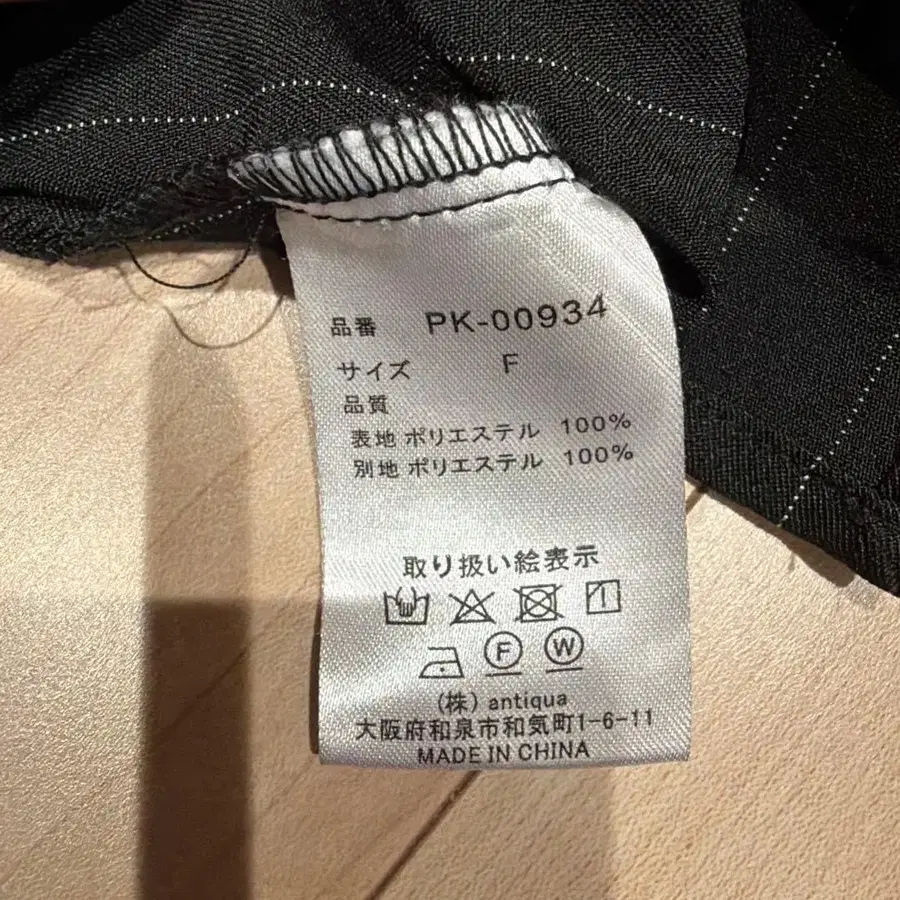 品番 PK-00934
サイズ F
品質
表地 ポリエステル 100%
別地 ポリエステル 100%
取り扱い絵表示
F W
(株) antiqua
大阪府和泉市和気町1-6-11
MADE IN CHINA